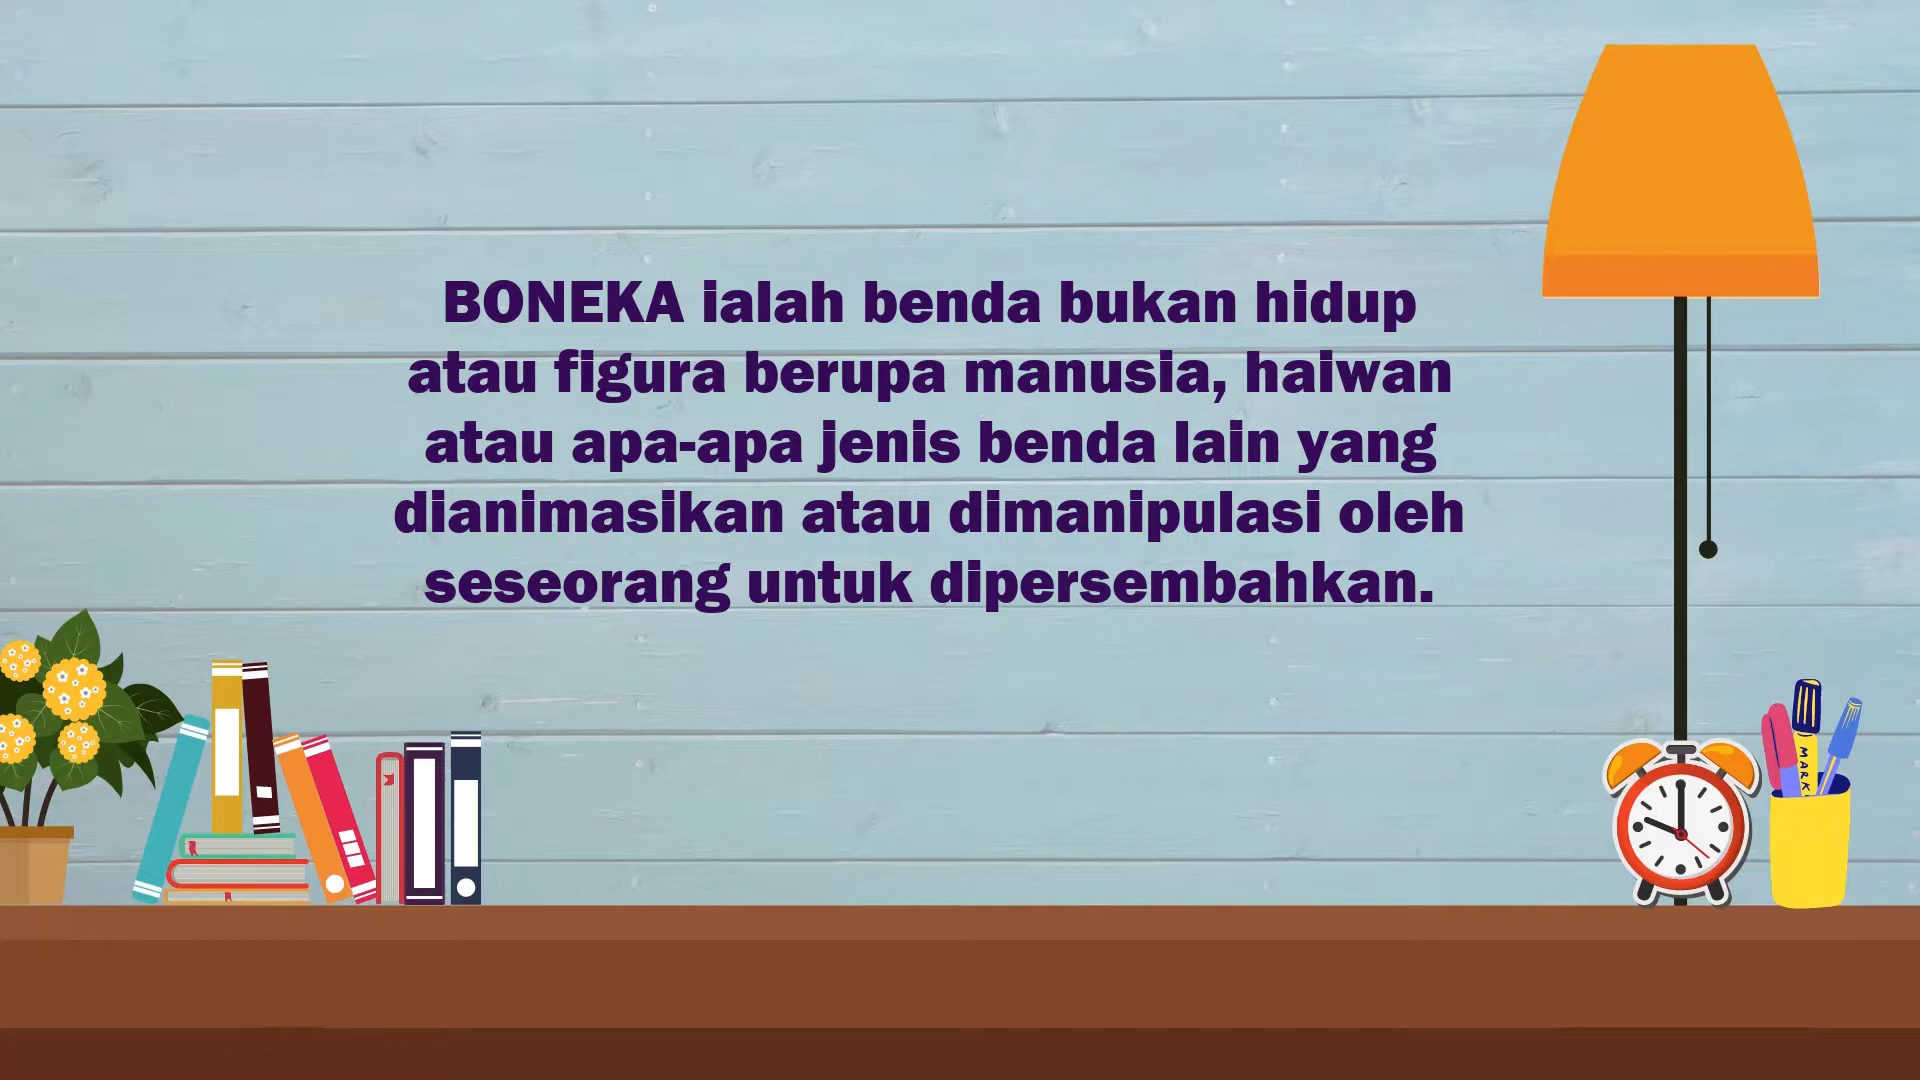 BONEKA ialah benda bukan hidup
atau figura berupa manusia, haiwan
atau apa-apa jenis benda lain yang
dianimasikan atau dimanipulasi oleh
seseorang untuk dipersembahkan.
MARK